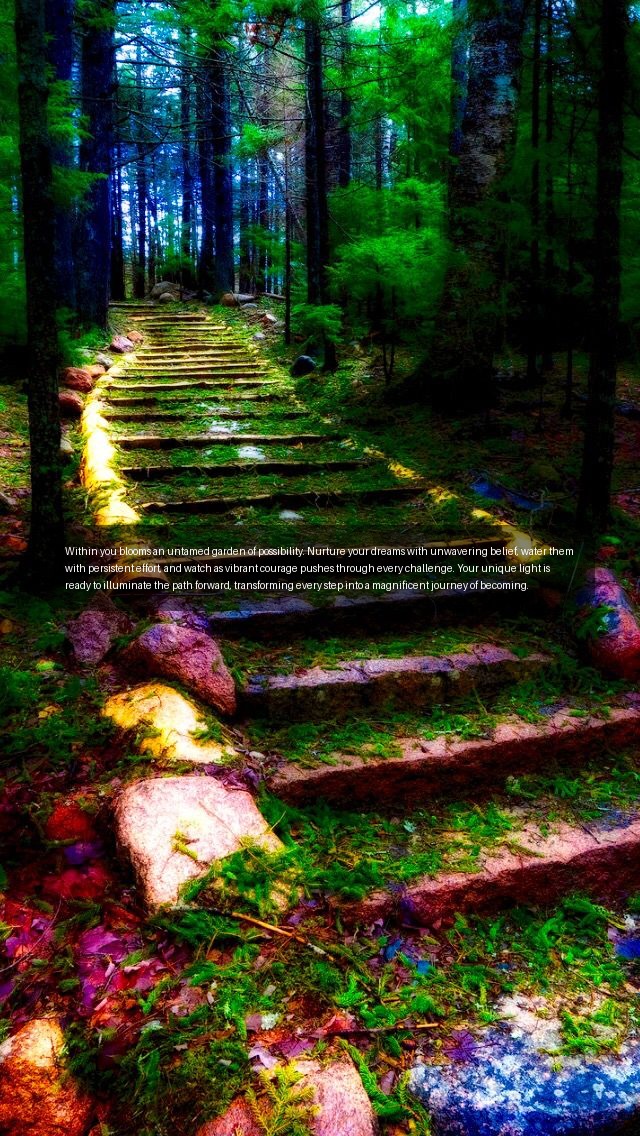 Within you blooms an untamed garden of possibility. Nurture your dreams with unwavering belief, water them
with persistent effort, and watch as vibrant courage pushes through every challenge. Your unique light is
ready to illuminate the path forward, transforming every step into a magnificent journey of becoming.